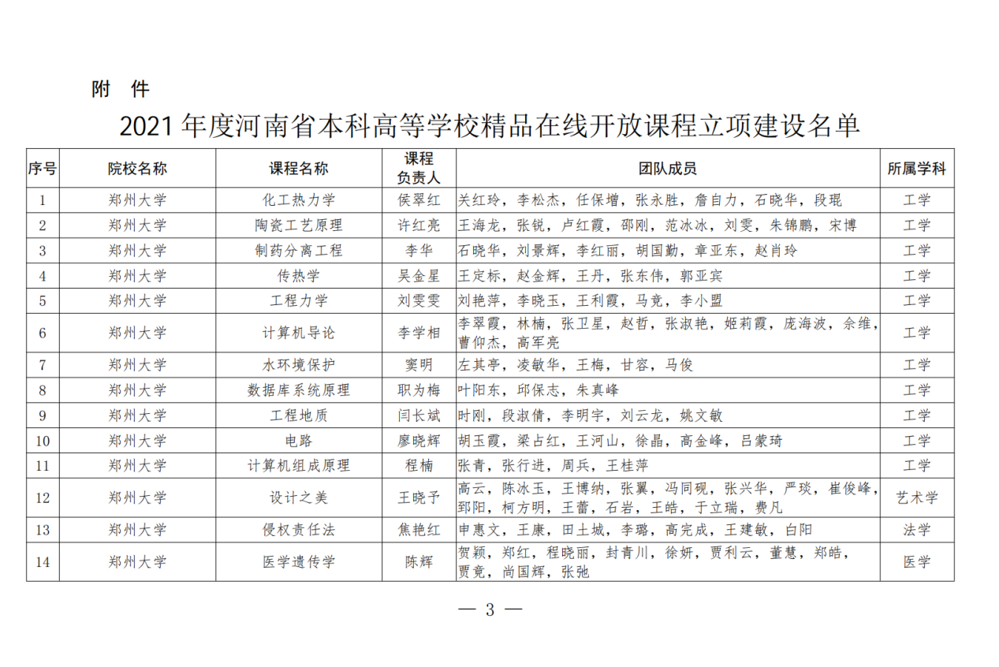 附 件
2021 年度河南省本科高等学校精品在线开放课程立项建设名单
序号 院校名称 课程名称 课程负责人 团队成员 所属学科
1 郑州大学 化工热力学 侯翠红 关红玲，李松杰，任保增，张永胜，詹自力，石晓华，段琨 工学
2 郑州大学 陶瓷工艺原理 许红亮 王海龙，张锐，卢红霞，邵刚，范冰冰，刘雯，朱锦鹏，宋博 工学
3 郑州大学 制药分离工程 李华 石晓华，刘景辉，李红丽，胡国勤，章亚东，赵肖玲 工学
4 郑州大学 传热学 吴金星 王定标，赵金辉，王丹，张东伟，郭亚宾 工学
5 郑州大学 工程力学 刘雯雯 刘艳萍，李晓玉，王利霞，马竞，李小盟 工学
6 郑州大学 计算机导论 李学相 李翠霞，林楠，张卫星，赵哲，张淑艳，姬莉霞，庞海波，佘维，
曹仰杰，高军亮 工学
7 郑州大学 水环境保护 窦明 左其亭，凌敏华，王梅，甘容，马俊 工学
8 郑州大学 数据库系统原理 职为梅 叶阳东，邱保志，朱真峰 工学
9 郑州大学 工程地质 闫长斌 时刚，段淑倩，李明宇，刘云龙，姚文敏 工学
10 郑州大学 电路 廖晓辉 胡玉霞，梁占红，王河山，徐晶，高金峰，吕蒙琦 工学
11 郑州大学 计算机组成原理 程楠 张青，张行进，周兵，王桂萍 工学
12 郑州大学 设计之美 王晓予 高云，陈冰玉，王博纳，张翼，冯同砚，张兴华，严琰，崔俊峰，
郅阳，柯方明，王蕾，石岩，王皓，于立瑞，费凡 艺术学
13 郑州大学 侵权责任法 焦艳红 申惠文，王康，田土城，李璐，高完成，王建敏，白阳 法学
14 郑州大学 医学遗传学 陈辉 贺颖，郑红，程晓丽，封青川，徐妍，贾利云，董慧，郑皓，
贾竟，尚国辉，张弛 医学
— 3 —